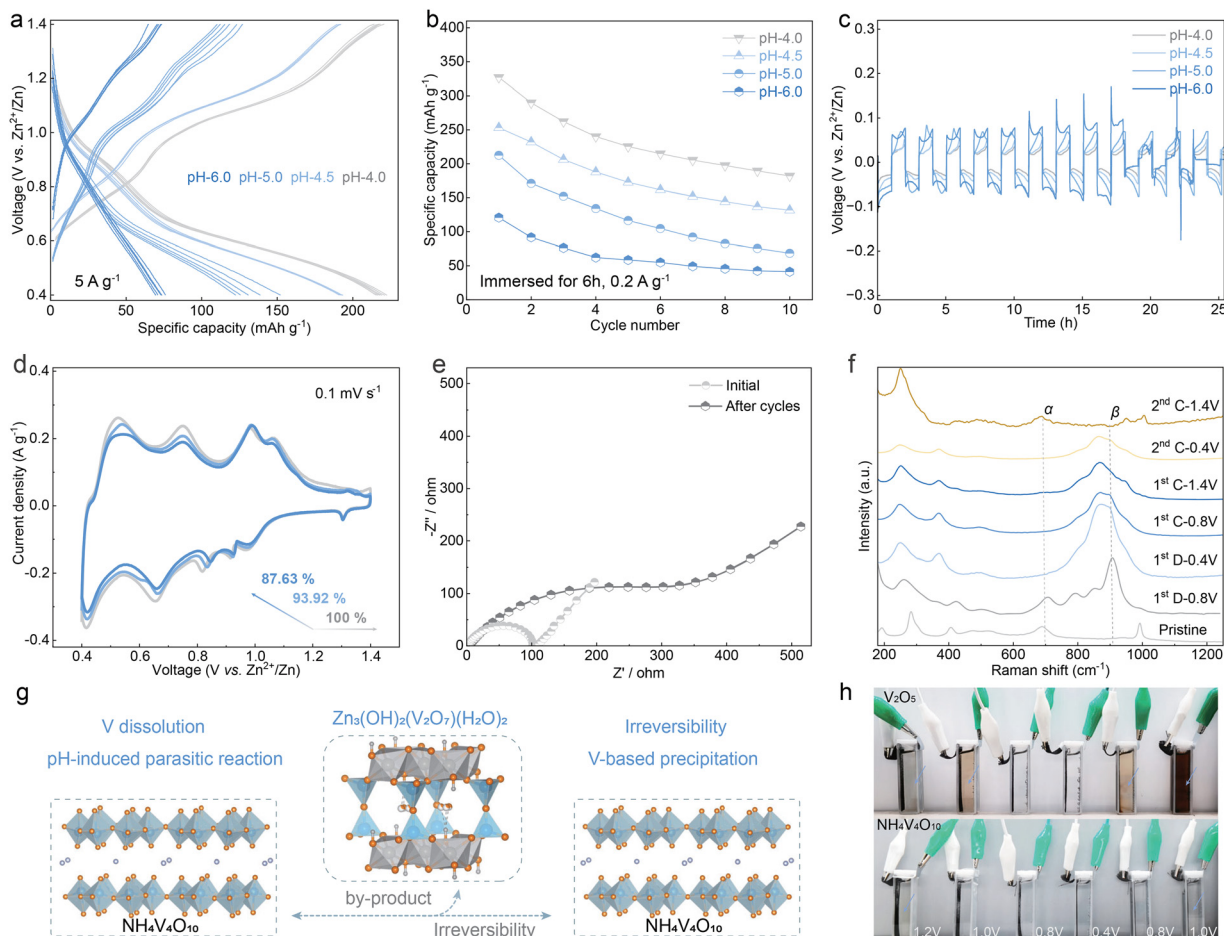 a
1.4
1.2
1.0
0.8
0.6
0.4
Voltage (V vs. Zn²⁺/Zn)
pH-6.0 pH-5.0 pH-4.5 pH-4.0
5 A g⁻¹
0 50 100 150 200
Specific capacity (mAh g⁻¹)
b
400
350
300
250
200
150
100
50
0
Specific capacity (mAh g⁻¹)
pH-4.0
pH-4.5
pH-5.0
pH-6.0
Immersed for 6h, 0.2 A g⁻¹
0 2 4 6 8 10
Cycle number
c
0.3
0.2
0.1
0.0
-0.1
-0.2
-0.3
Voltage (V vs. Zn²⁺/Zn)
pH-4.0
pH-4.5
pH-5.0
pH-6.0
0 5 10 15 20 25
Time (h)
d
0.4
0.2
0.0
-0.2
-0.4
Current density (A g⁻¹)
0.1 mV s⁻¹
87.63 %
93.92 %
100 %
0.4 0.6 0.8 1.0 1.2 1.4
Voltage (V vs. Zn²⁺/Zn)
e
500
400
300
200
100
0
-Z'' / ohm
Initial
After cycles
0 100 200 300 400 500
Z' / ohm
f
Intensity (a.u.)
α
β
2ⁿᵈ C-1.4V
2ⁿᵈ C-0.4V
1ˢᵗ C-1.4V
1ˢᵗ C-0.8V
1ˢᵗ D-0.4V
1ˢᵗ D-0.8V
Pristine
200 400 600 800 1000 1200
Raman shift (cm⁻¹)
g
V dissolution
pH-induced parasitic reaction
Zn₃(OH)₂(V₂O₇)(H₂O)₂
Irreversibility
V-based precipitation
by-product
Irreversibility
NH₄V₄O₁₀
NH₄V₄O₁₀
h
V₂O₅
NH₄V₄O₁₀
1.2V 1.0V 0.8V 0.4V 0.8V 1.0V